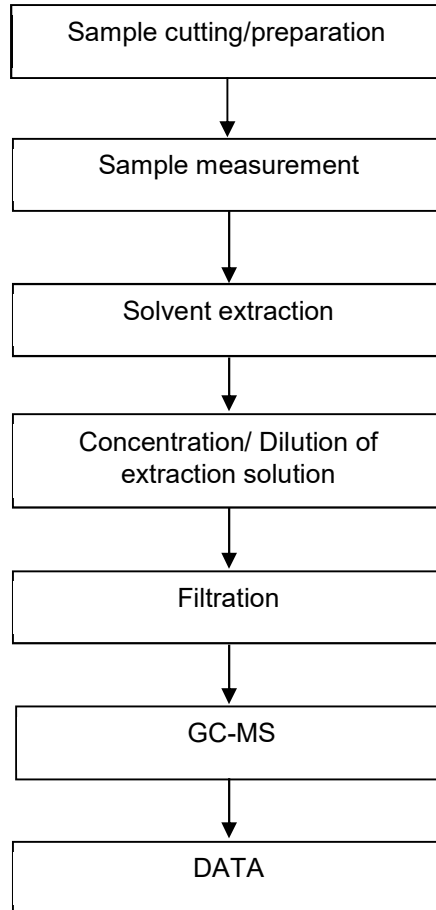 Sample cutting/preparation
Sample measurement
Solvent extraction
Concentration/ Dilution of
extraction solution
Filtration
GC-MS
DATA